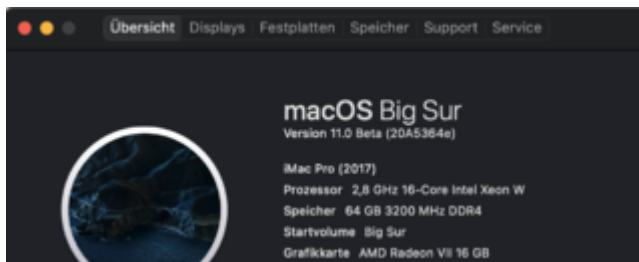 Übersicht Displays Festplatten Speicher Support Service
macOS Big Sur
Version 11.0 Beta (20A5364e)
iMac Pro (2017)
Prozessor 2,8 GHz 16-Core Intel Xeon W
Speicher 64 GB 3200 MHz DDR4
Startvolume Big Sur
Grafikkarte AMD Radeon VII 16 GB